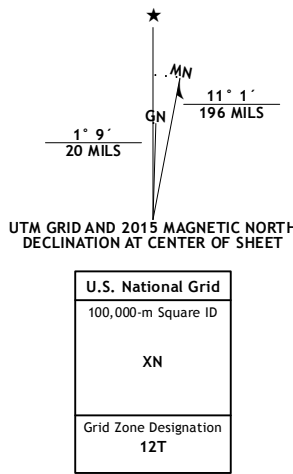 ★
MN
GN
11° 1´
196 MILS
1° 9´
20 MILS
UTM GRID AND 2015 MAGNETIC NORTH
DECLINATION AT CENTER OF SHEET
U.S. National Grid
100,000-m Square ID
XN
Grid Zone Designation
12T